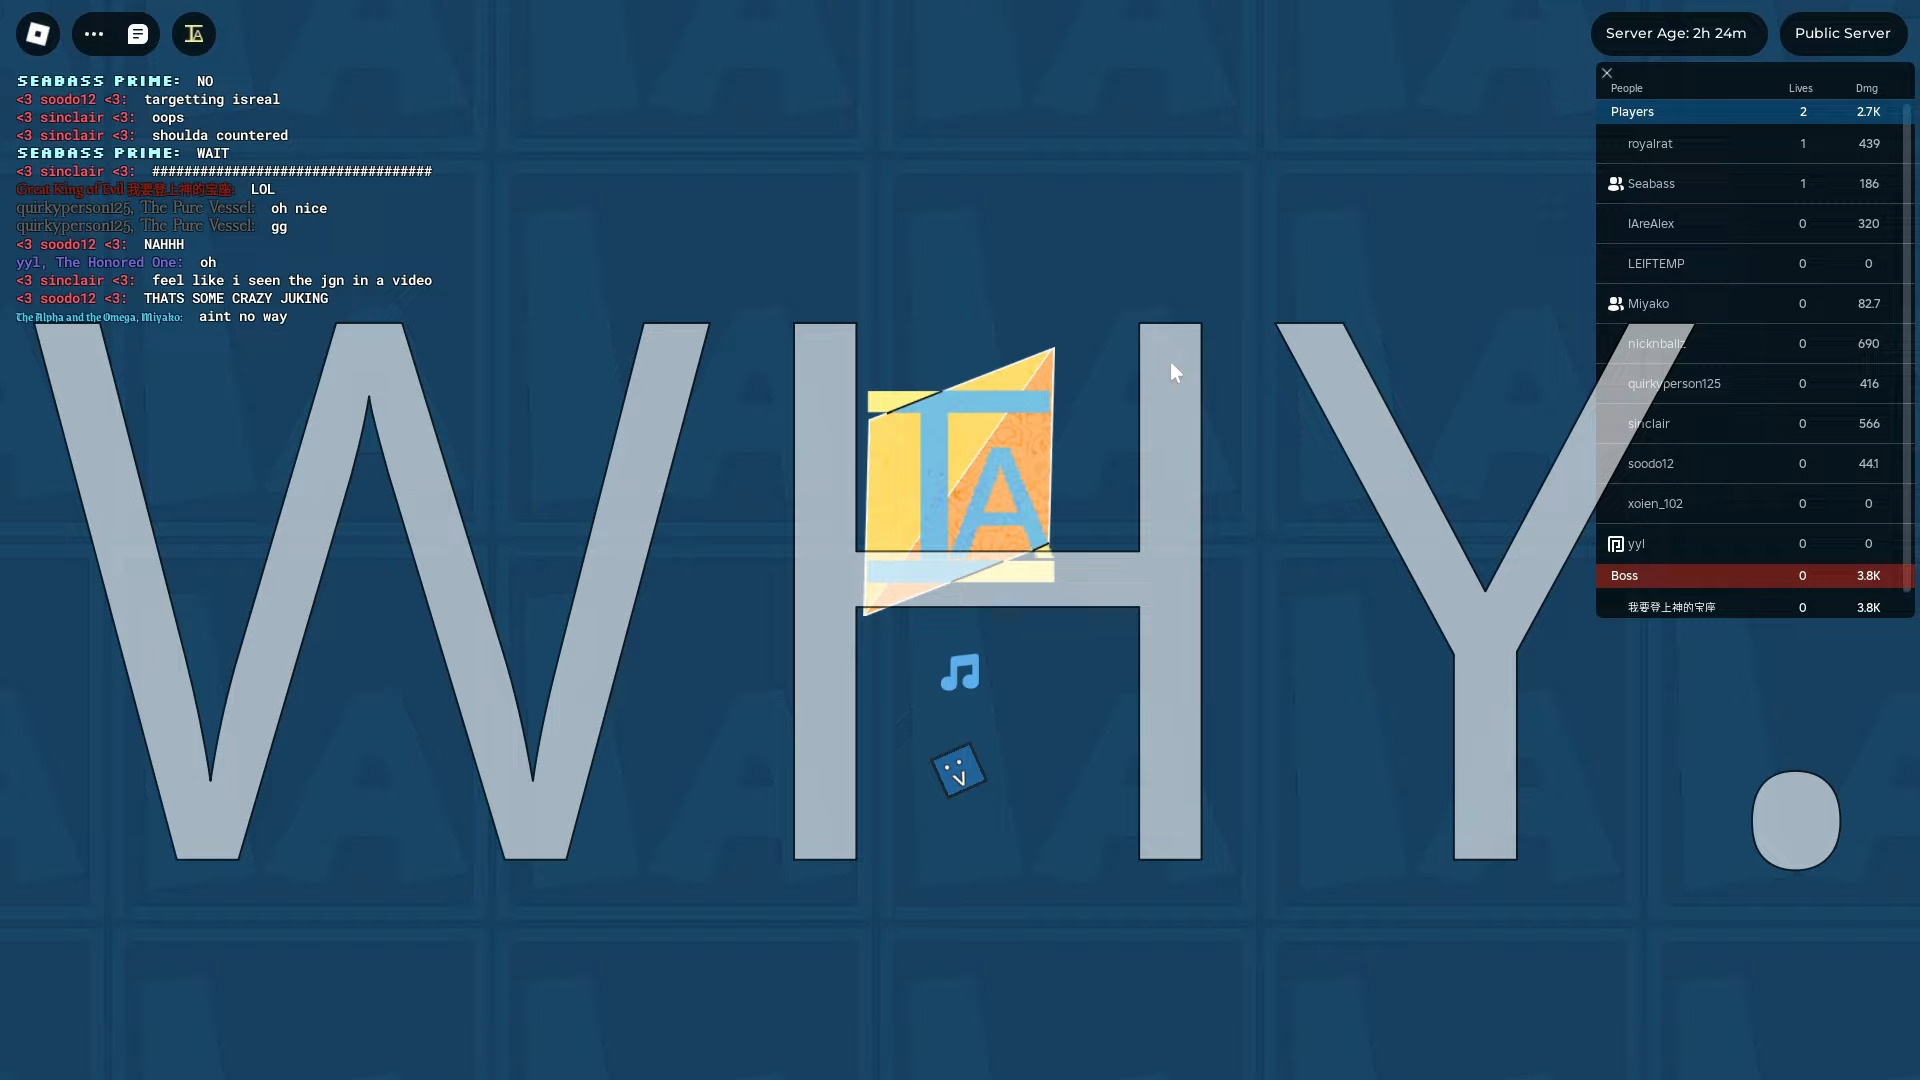 TA
Server Age: 2h 24m
Public Server
SEABASS PRIME: NO
<3 soodo12 <3: targetting isreal
<3 sinclair <3: oops
<3 sinclair <3: shoulda countered
SEABASS PRIME: WAIT
<3 sinclair <3: ###################################
Great King of Evil 我要登上神的宝座: LOL
quirkyperson125, The Pure Vessel: oh nice
quirkyperson125, The Pure Vessel: gg
<3 soodo12 <3: NAHHH
yyl, The Honored One: oh
<3 sinclair <3: feel like i seen the jgn in a video
<3 soodo12 <3: THATS SOME CRAZY JUKING
The Alpha and the Omega, Miyako: aint no way
People Lives Dmg
Players 2 2.7K
royalrat 1 439
Seabass 1 186
IAreAlex 0 320
LEIFTEMP 0 0
Miyako 0 82.7
nicknballz 0 690
quirkyperson125 0 416
sinclair 0 566
soodo12 0 44.1
xoien_102 0 0
yyl 0 0
Boss 0 3.8K
我要登上神的宝座 0 3.8K
WHY.
TA